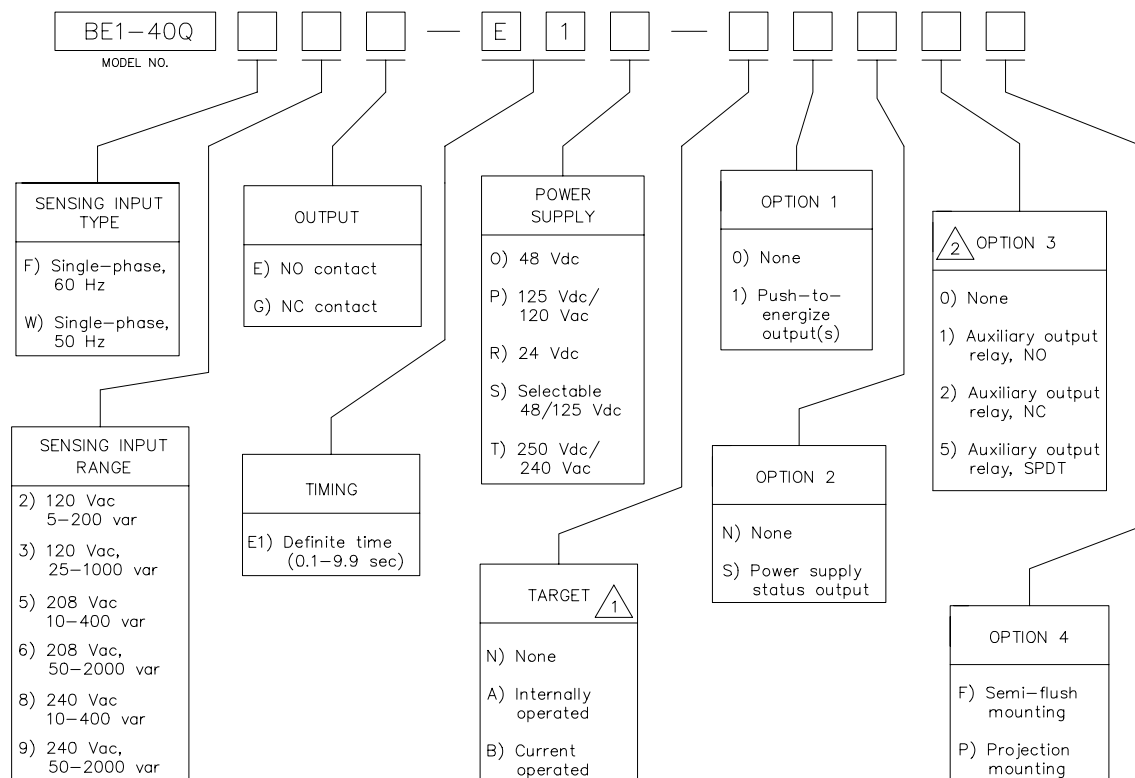 BE1-40Q E 1
MODEL NO.
SENSING INPUT
TYPE
F) Single-phase,
60 Hz
W) Single-phase,
50 Hz
SENSING INPUT
RANGE
2) 120 Vac
5-200 var
3) 120 Vac,
25-1000 var
5) 208 Vac
10-400 var
6) 208 Vac,
50-2000 var
8) 240 Vac
10-400 var
9) 240 Vac,
50-2000 var
OUTPUT
E) NO contact
G) NC contact
TIMING
E1) Definite time
(0.1-9.9 sec)
POWER
SUPPLY
O) 48 Vdc
P) 125 Vdc/
120 Vac
R) 24 Vdc
S) Selectable
48/125 Vdc
T) 250 Vdc/
240 Vac
TARGET 1
N) None
A) Internally
operated
B) Current
operated
OPTION 1
0) None
1) Push-to-
energize
output(s)
OPTION 2
N) None
S) Power supply
status output
2 OPTION 3
0) None
1) Auxiliary output
relay, NO
2) Auxiliary output
relay, NC
5) Auxiliary output
relay, SPDT
OPTION 4
F) Semi-flush
mounting
P) Projection
mounting